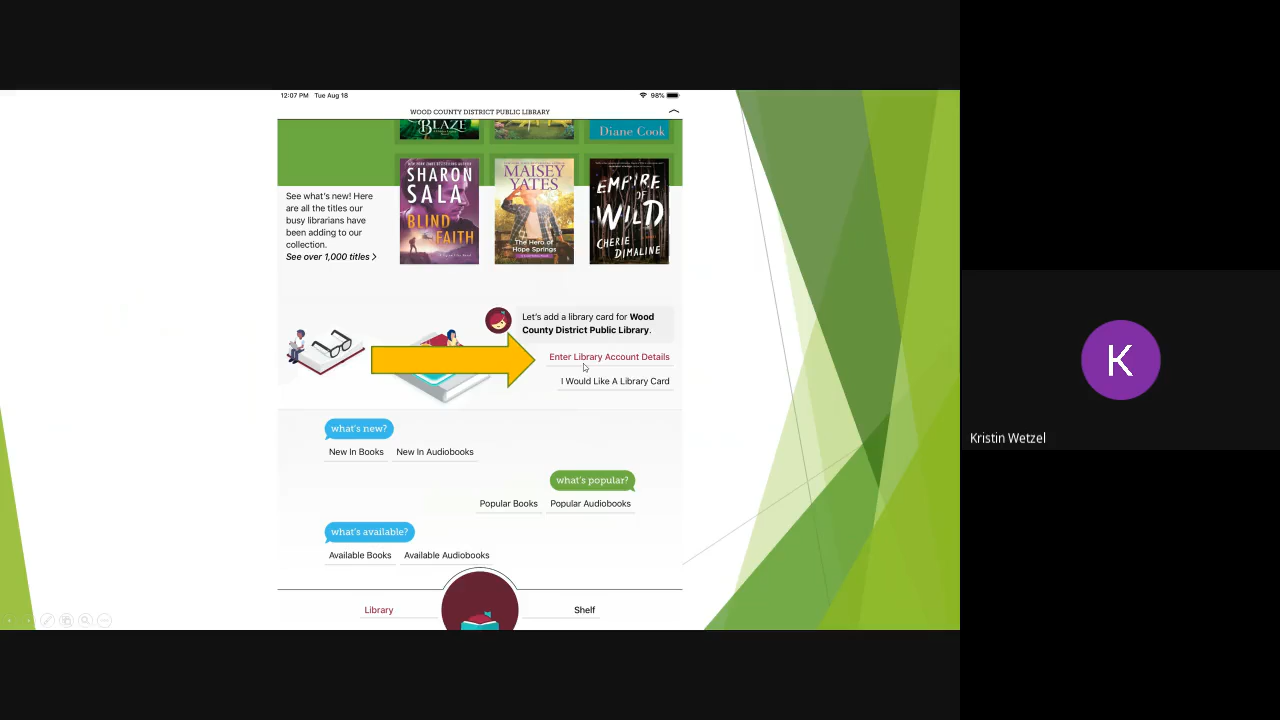 12:07 PM Tue Aug 18
98%
WOOD COUNTY DISTRICT PUBLIC LIBRARY
BLAZE
Diane Cook
SHARON
SALA
BLIND
FAITH
MAISEY
YATES
The Hero of
Hope Springs
EMPIRE
OF
WILD
CHERIE
DIMALINE
See what's new! Here
are all the titles our
busy librarians have
been adding to our
collection.
See over 1,000 titles >
Let's add a library card for Wood
County District Public Library.
Enter Library Account Details
I Would Like A Library Card
what's new?
New In Books New In Audiobooks
what's popular?
Popular Books Popular Audiobooks
what's available?
Available Books Available Audiobooks
Library Shelf
K
Kristin Wetzel